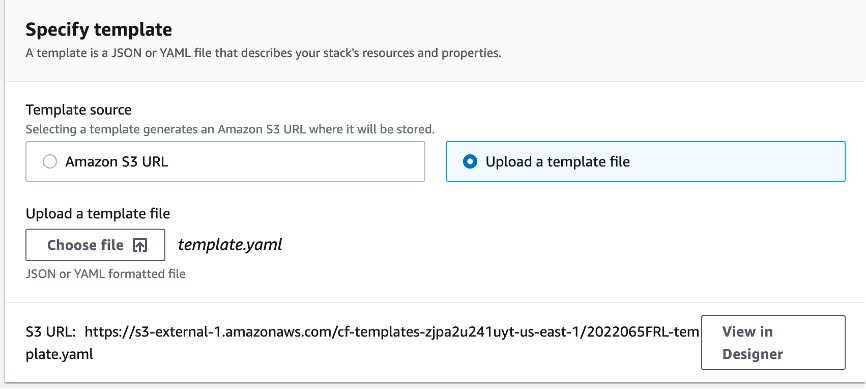 Specify template
A template is a JSON or YAML file that describes your stack's resources and properties.
Template source
Selecting a template generates an Amazon S3 URL where it will be stored.
Amazon S3 URL
Upload a template file
Upload a template file
Choose file
template.yaml
JSON or YAML formatted file
S3 URL: https://s3-external-1.amazonaws.com/cf-templates-zjpa2u241uyt-us-east-1/2022065FRL-tem
plate.yaml
View in
Designer